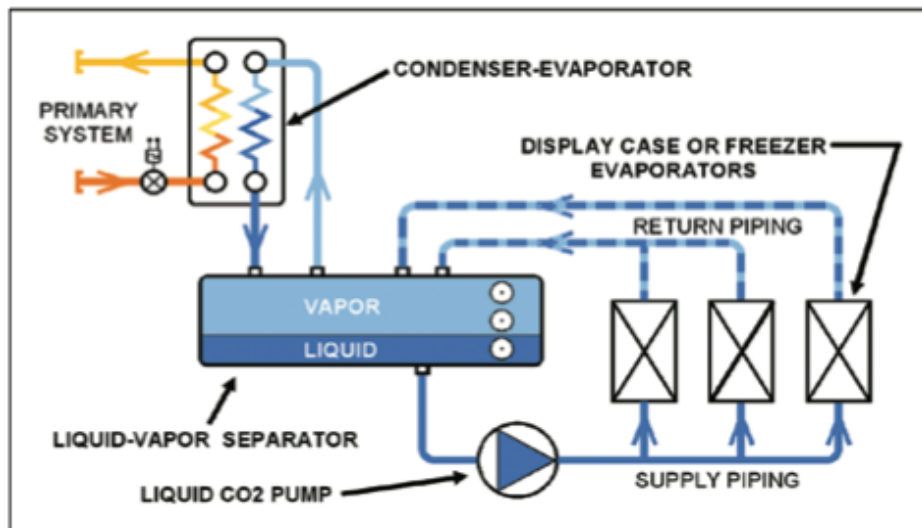 CONDENSER-EVAPORATOR
PRIMARY
SYSTEM
DISPLAY CASE OR FREEZER
EVAPORATORS
RETURN PIPING
VAPOR
LIQUID
LIQUID-VAPOR SEPARATOR
LIQUID CO2 PUMP
SUPPLY PIPING